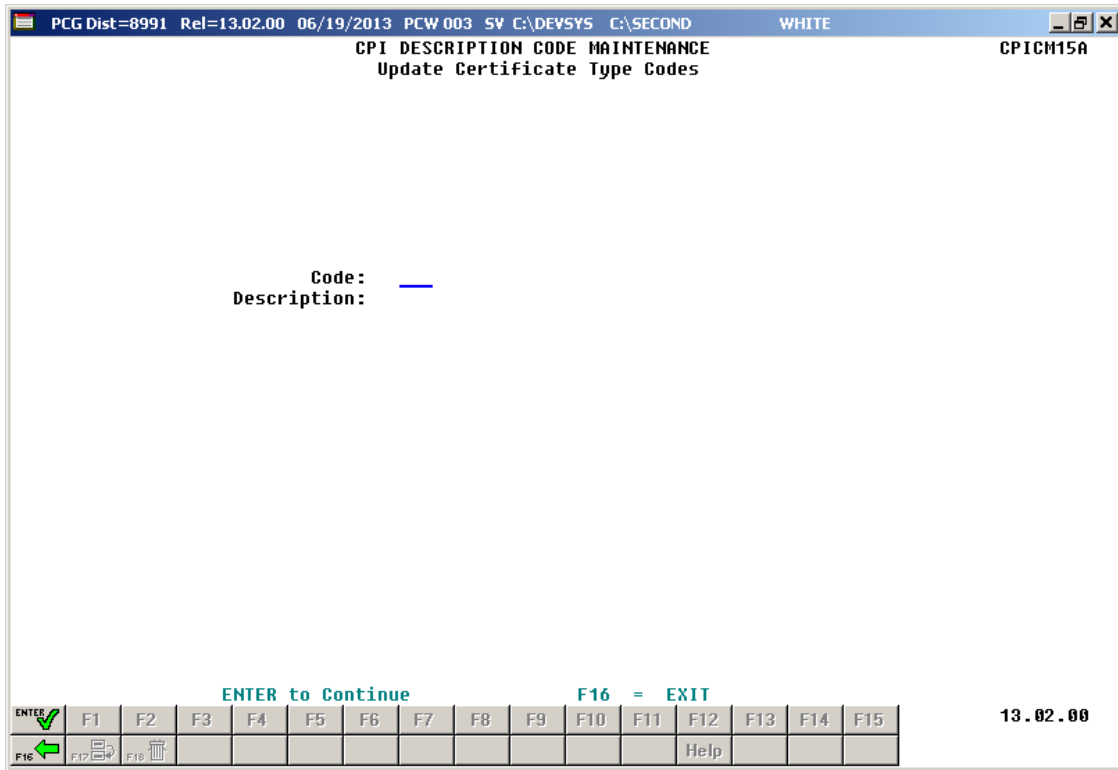 PCG Dist=8991 Rel=13.02.00 06/19/2013 PCW 003 SV C:\DEVSYS C:\SECOND WHITE
CPI DESCRIPTION CODE MAINTENANCE CPICM15A
Update Certificate Type Codes
Code:
Description:
ENTER to Continue F16 = EXIT
ENTER F1 F2 F3 F4 F5 F6 F7 F8 F9 F10 F11 F12 F13 F14 F15 13.02.00
F16 F17 F18 Help